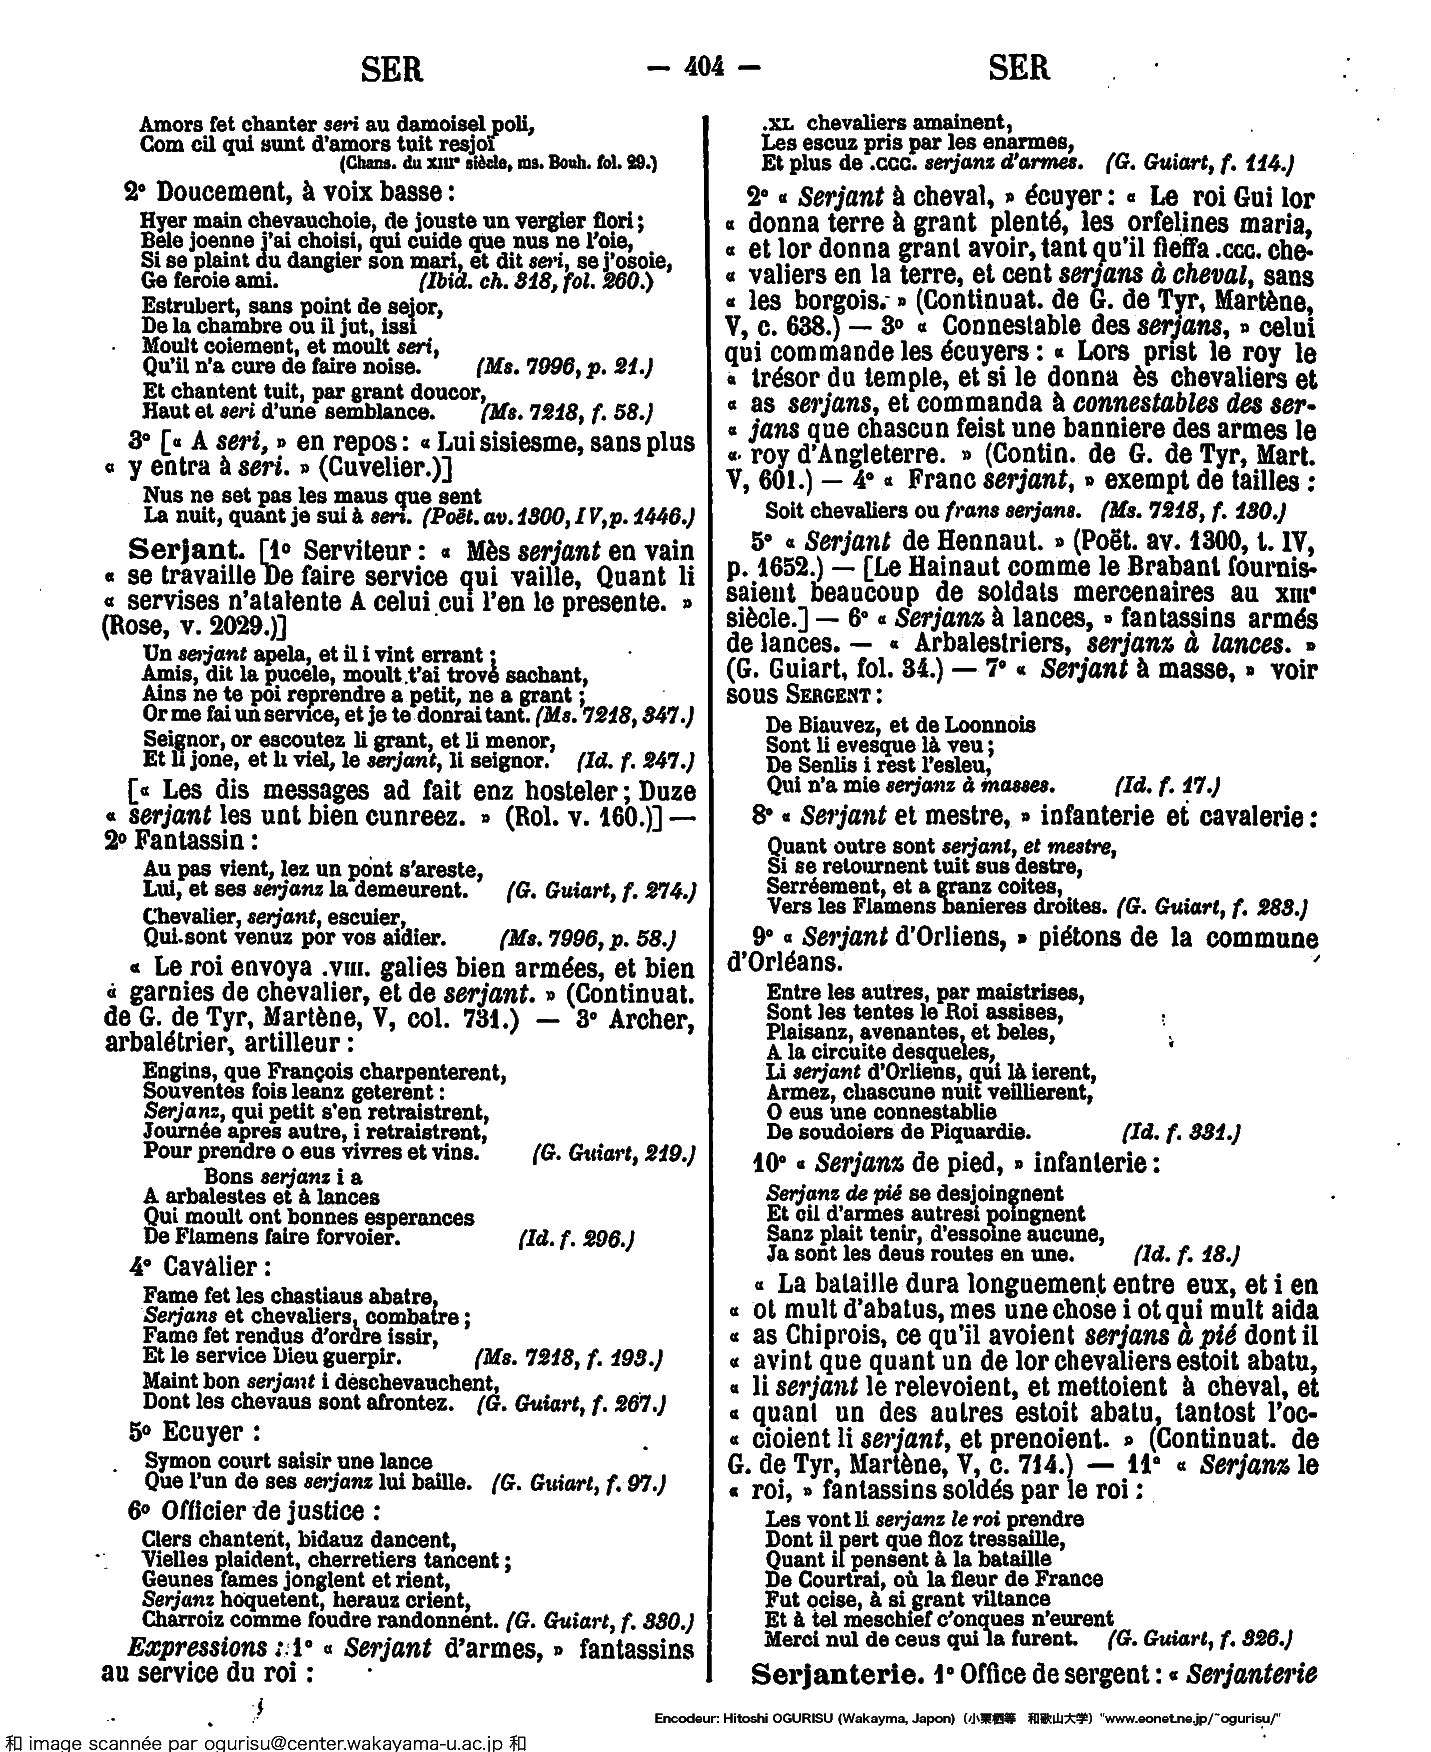 SER — 404 — SER
Amors fet chanter seri au damoisel poli,
Com cil qui sunt d'amors tuit resjoï
(Chans. du XIIIe siècle, ms. Bouh. fol. 29.)
2° Doucement, à voix basse :
Hyer main chevauchoie, de jouste un vergier flori ;
Bele joenne j'ai choisi, qui cuide que nus ne l'oie,
Si se plaint du dangier son mari, et dit seri, se j'osoie,
Ge feroie ami. (Ibid. ch. 318, fol. 260.)
Estrubert, sans point de sejor,
De la chambre ou il jut, issi
Moult coiement, et moult seri,
Qu'il n'a cure de faire noise. (Ms. 7996, p. 21.)
Et chantent tuit, par grant doucor,
Haut et seri d'une semblance. (Ms. 7218, f. 58.)
3° [« A seri, » en repos : « Lui sisiesme, sans plus
« y entra à seri. » (Cuvelier.)]
Nus ne set pas les maus que sent
La nuit, quant je sui à seri. (Poët. av. 1300, IV, p. 1446.)
Serjant. [1° Serviteur : « Mès serjant en vain
« se travaille De faire service qui vaille, Quant li
« servises n'atalente A celui cui l'en le presente. »
(Rose, v. 2029.)]
Un serjant apela, et il i vint errant ;
Amis, dit la pucele, moult t'ai trové sachant,
Ains ne te poi reprendre a petit, ne a grant ;
Or me fai un service, et je te donrai tant. (Ms. 7218, 347.)
Seignor, or escoutez li grant, et li menor,
Et li jone, et li viel, le serjant, li seignor. (Id. f. 247.)
[« Les dis messages ad fait enz hosteler ; Duze
« serjant les unt bien cunreez. » (Rol. v. 160.)] —
2° Fantassin :
Au pas vient, lez un pont s'areste,
Lui, et ses serjanz la demeurent. (G. Guiart, f. 274.)
Chevalier, serjant, escuier,
Qui sont venuz por vos aidier. (Ms. 7996, p. 58.)
« Le roi envoya .VIII. galies bien armées, et bien
« garnies de chevalier, et de serjant. » (Continuat.
de G. de Tyr, Martène, V, col. 731.) — 3° Archer,
arbalétrier, artilleur :
Engins, que François charpenterent,
Souventes fois leanz geterent :
Serjanz, qui petit s'en retraistrent,
Journée apres autre, i retraistrent,
Pour prendre o eus vivres et vins. (G. Guiart, 219.)
Bons serjanz i a
A arbalestes et à lances
Qui moult ont bonnes esperances
De Flamens faire forvoier. (Id. f. 296.)
4° Cavalier :
Fame fet les chastiaus abatre,
Serjans et chevaliers, combatre ;
Fame fet rendus d'ordre issir,
Et le service Dieu guerpir. (Ms. 7218, f. 193.)
Maint bon serjant i deschevauchent,
Dont les chevaus sont afrontez. (G. Guiart, f. 267.)
5° Ecuyer :
Symon court saisir une lance
Que l'un de ses serjanz lui baille. (G. Guiart, f. 97.)
6° Officier de justice :
Clers chantent, bidauz dancent,
Vielles plaident, cherretiers tancent ;
Geunes fames jonglent et rient,
Serjanz hoquetent, herauz crient,
Charroiz comme foudre randonnent. (G. Guiart, f. 330.)
Expressions : 1° « Serjant d'armes, » fantassins
au service du roi :
.XL chevaliers amainent,
Les escuz pris par les enarmes,
Et plus de .CCC. serjanz d'armes. (G. Guiart, f. 114.)
2° « Serjant à cheval, » écuyer : « Le roi Gui lor
« donna terre à grant plenté, les orfelines maria,
« et lor donna grant avoir, tant qu'il fieffa .CCC. che-
« valiers en la terre, et cent serjans à cheval, sans
« les borgois. » (Continuat. de G. de Tyr, Martène,
V, c. 638.) — 3° « Connestable des serjans, » celui
qui commande les écuyers : « Lors prist le roy le
« trésor du temple, et si le donna ès chevaliers et
« as serjans, et commanda à connestables des ser-
« jans que chascun feist une banniere des armes le
« roy d'Angleterre. » (Contin. de G. de Tyr, Mart.
V, 601.) — 4° « Franc serjant, » exempt de tailles :
Soit chevaliers ou frans serjans. (Ms. 7218, f. 130.)
5° « Serjant de Hennaut. » (Poët. av. 1300, t. IV,
p. 1652.) — [Le Hainaut comme le Brabant fournis-
saient beaucoup de soldats mercenaires au XIIIe
siècle.] — 6° « Serjanz à lances, » fantassins armés
de lances. — « Arbalestriers, serjanz à lances. »
(G. Guiart, fol. 34.) — 7° « Serjant à masse, » voir
sous SERGENT :
De Biauvez, et de Loonnois
Sont li evesque là veu ;
De Senlis i rest l'esleu,
Qui n'a mie serjanz à masses. (Id. f. 17.)
8° « Serjant et mestre, » infanterie et cavalerie :
Quant outre sont serjant, et mestre,
Si se retournent tuit sus destre,
Serréement, et a granz coites,
Vers les Flamens banieres droites. (G. Guiart, f. 283.)
9° « Serjant d'Orliens, » piétons de la commune
d'Orléans.
Entre les autres, par maistrises,
Sont les tentes le Roi assises,
Plaisanz, avenantes, et beles,
A la circuite desqueles,
Li serjant d'Orliens, qui là ierent,
Armez, chascune nuit veillierent,
O eus une connestablie
De soudoiers de Piquardie. (Id. f. 331.)
10° « Serjanz de pied, » infanterie :
Serjanz de pié se desjoingnent
Et cil d'armes autresi poingnent
Sanz plait tenir, d'essoine aucune,
Ja sont les deus routes en une. (Id. f. 18.)
« La bataille dura longuement entre eux, et i en
« ot mult d'abatus, mes une chose i ot qui mult aida
« as Chiprois, ce qu'il avoient serjans à pié dont il
« avint que quant un de lor chevaliers estoit abatu,
« li serjant le relevoient, et mettoient à cheval, et
« quant un des autres estoit abatu, tantost l'oc-
« cioient li serjant, et prenoient. » (Continuat. de
G. de Tyr, Martène, V, c. 714.) — 11° « Serjanz le
« roi, » fantassins soldés par le roi :
Les vont li serjanz le roi prendre
Dont il pert que floz tressaille,
Quant il pensent à la bataille
De Courtrai, où la fleur de France
Fut ocise, à si grant viltance
Et à tel meschief c'onques n'eurent
Merci nul de ceus qui la furent. (G. Guiart, f. 326.)
Serjanterie. 1° Office de sergent : « Serjanterie
Encodeur: Hitoshi OGURISU (Wakayma, Japon) (小栗栖等 和歌山大学) "www.eonet.ne.jp/~ogurisu/"
和 image scannée par ogurisu@center.wakayama-u.ac.jp 和